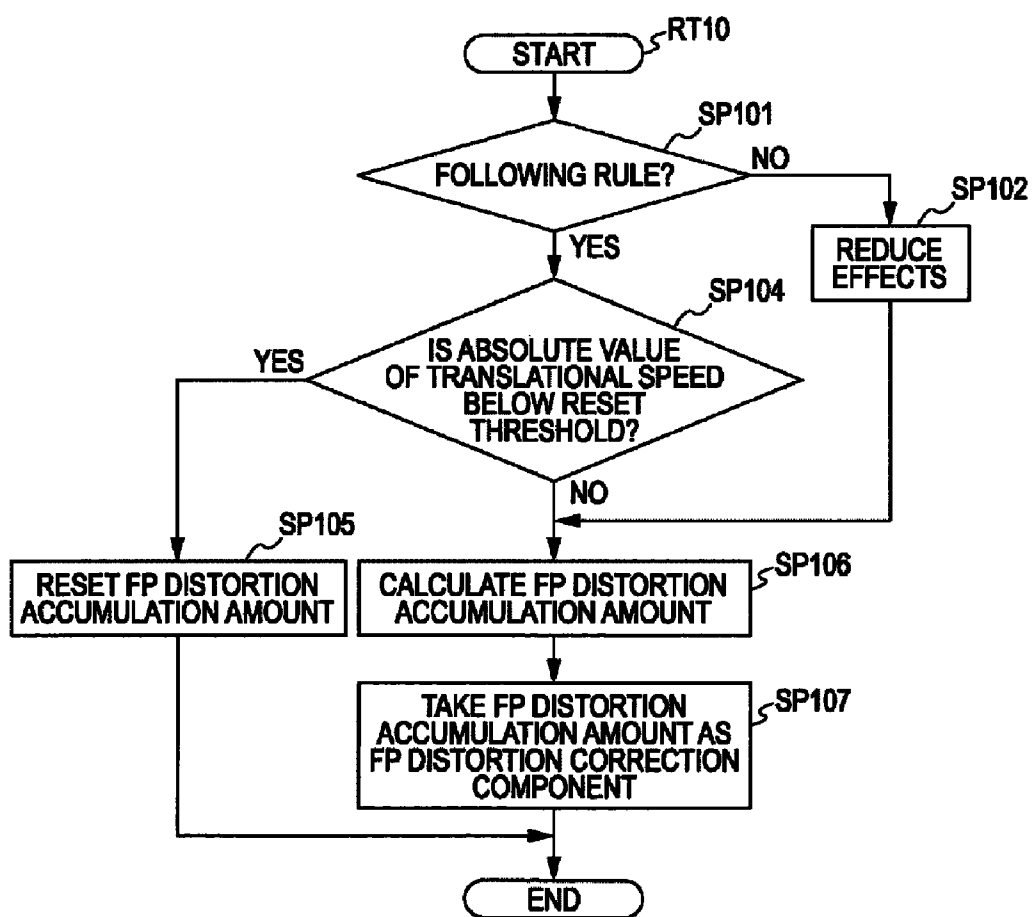 RT10
START
SP101
FOLLOWING RULE?
NO
SP102
YES
REDUCE
EFFECTS
SP104
YES
IS ABSOLUTE VALUE
OF TRANSLATIONAL SPEED
BELOW RESET
THRESHOLD?
NO
SP105
RESET FP DISTORTION
ACCUMULATION AMOUNT
SP106
CALCULATE FP DISTORTION
ACCUMULATION AMOUNT
SP107
TAKE FP DISTORTION
ACCUMULATION AMOUNT AS
FP DISTORTION CORRECTION
COMPONENT
END